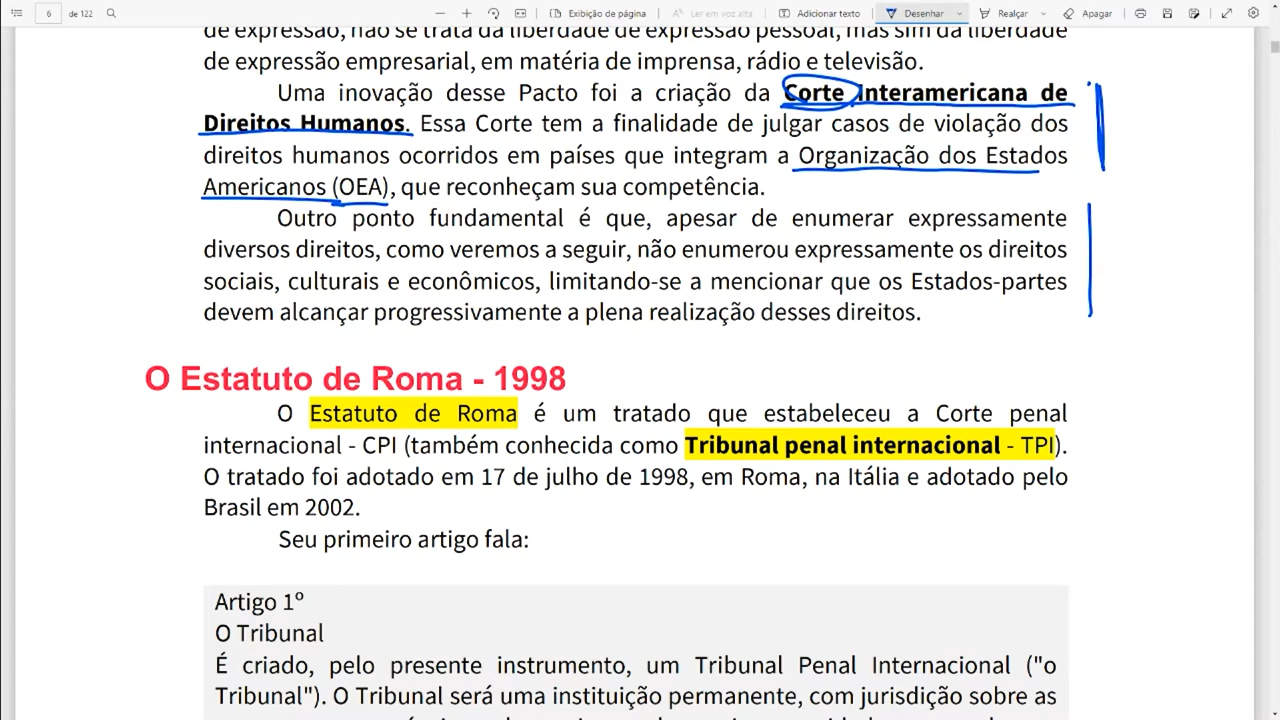 6 de 122 Exibição de página Ler em voz alta Adicionar texto Desenhar Realçar Apagar
de expressão, não se trata da liberdade de expressão pessoal, mas sim da liberdade
de expressão empresarial, em matéria de imprensa, rádio e televisão.
Uma inovação desse Pacto foi a criação da Corte Interamericana de
Direitos Humanos. Essa Corte tem a finalidade de julgar casos de violação dos
direitos humanos ocorridos em países que integram a Organização dos Estados
Americanos (OEA), que reconheçam sua competência.
Outro ponto fundamental é que, apesar de enumerar expressamente
diversos direitos, como veremos a seguir, não enumerou expressamente os direitos
sociais, culturais e econômicos, limitando-se a mencionar que os Estados-partes
devem alcançar progressivamente a plena realização desses direitos.
O Estatuto de Roma - 1998
O Estatuto de Roma é um tratado que estabeleceu a Corte penal
internacional - CPI (também conhecida como Tribunal penal internacional - TPI).
O tratado foi adotado em 17 de julho de 1998, em Roma, na Itália e adotado pelo
Brasil em 2002.
Seu primeiro artigo fala:
Artigo 1º
O Tribunal
É criado, pelo presente instrumento, um Tribunal Penal Internacional ("o
Tribunal"). O Tribunal será uma instituição permanente, com jurisdição sobre as